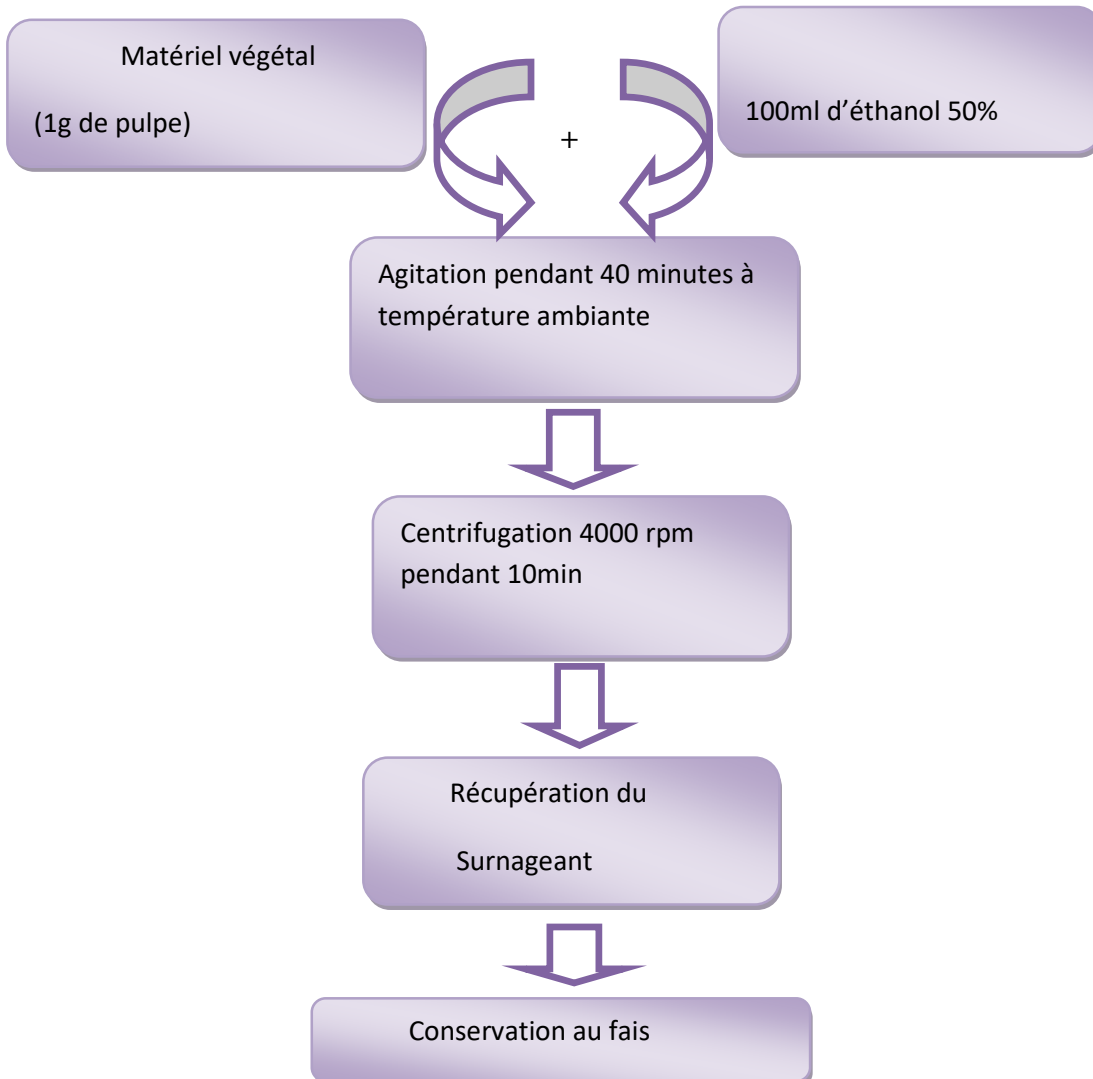 Matériel végétal
(1g de pulpe)
+
100ml d’éthanol 50%
Agitation pendant 40 minutes à
température ambiante
Centrifugation 4000 rpm
pendant 10min
Récupération du
Surnageant
Conservation au fais